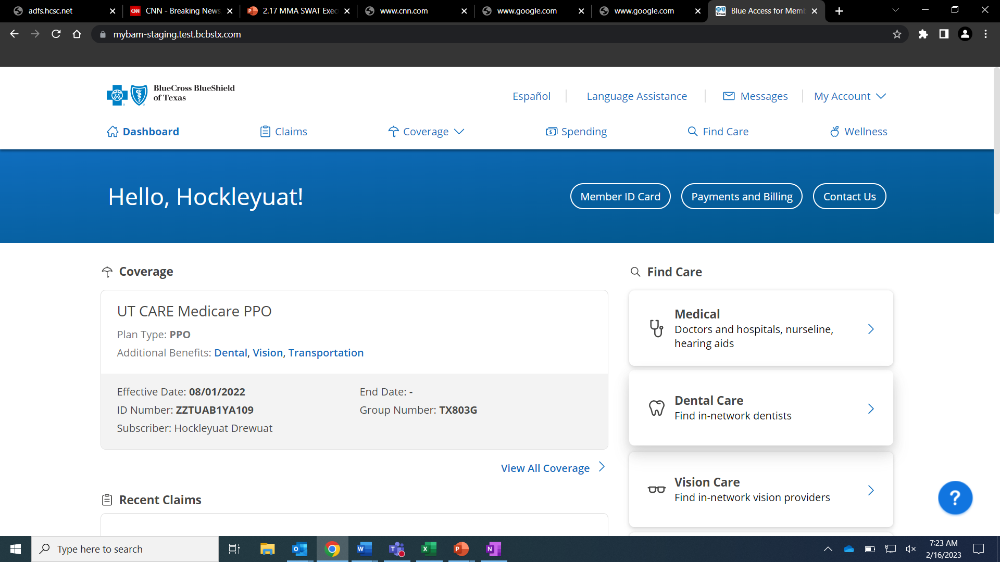 adfs.hcsc.net
CNN - Breaking News
2.17 MMA SWAT Exec
www.cnn.com
www.google.com
www.google.com
Blue Access for Memb
mybam-staging.test.bcbstx.com
BlueCross BlueShield
of Texas
Español
Language Assistance
Messages
My Account
Dashboard
Claims
Coverage
Spending
Find Care
Wellness
Hello, Hockleyuat!
Member ID Card
Payments and Billing
Contact Us
Coverage
UT CARE Medicare PPO
Plan Type: PPO
Additional Benefits: Dental, Vision, Transportation
Effective Date: 08/01/2022
End Date: -
ID Number: ZZTUAB1YA109
Group Number: TX803G
Subscriber: Hockleyuat Drewuat
View All Coverage
Recent Claims
Find Care
Medical
Doctors and hospitals, nurseline,
hearing aids
Dental Care
Find in-network dentists
Vision Care
Find in-network vision providers
?
Type here to search
7:23 AM
2/16/2023